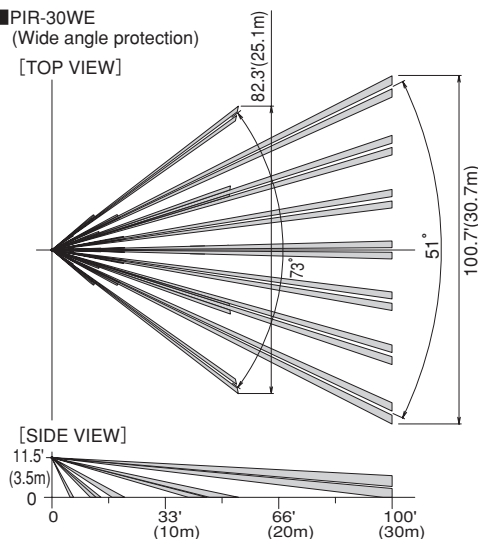 ■PIR-30WE
(Wide angle protection)
[TOP VIEW]
82.3'(25.1m)
73°
51°
100.7'(30.7m)
[SIDE VIEW]
11.5'
(3.5m)
0
0 33' 66' 100'
(10m) (20m) (30m)